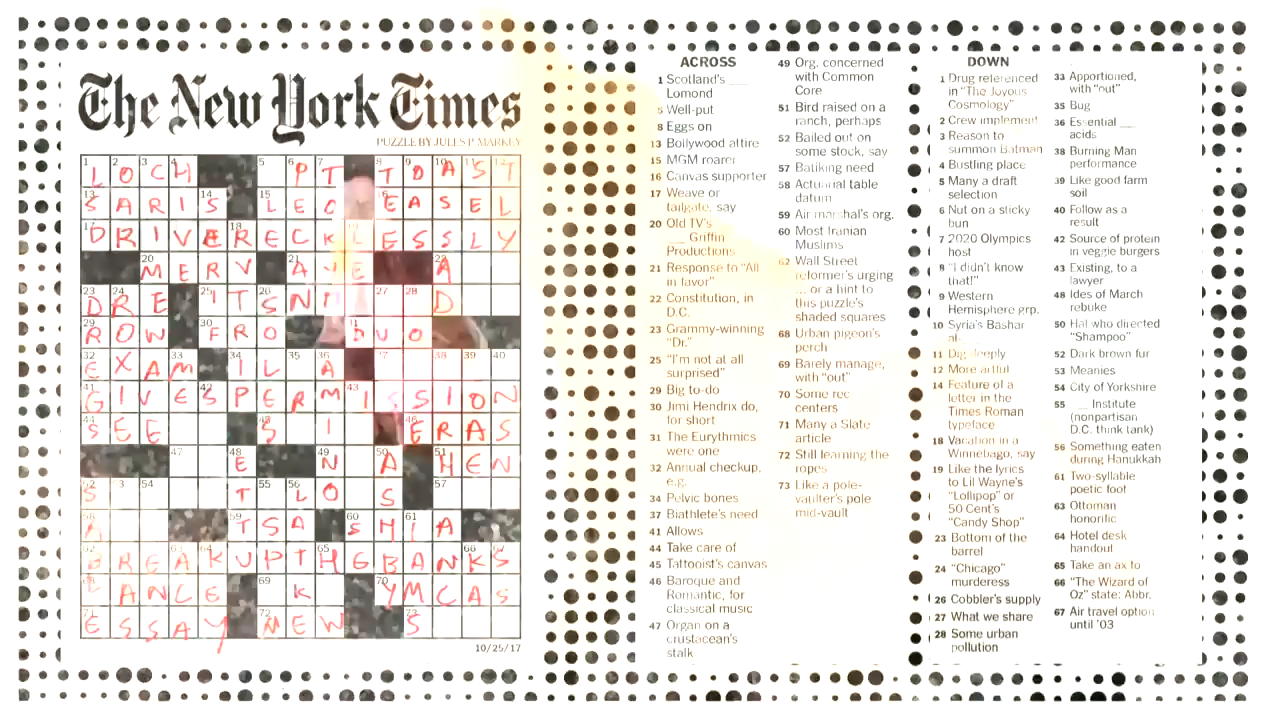 The New York Times
PUZZLE BY JULES P. MARKEY
L O C H P T T O A S T
S A R I S L E O E A S E L
D R I V E R E C K L E S S L Y
M E R V A Y E A
D R E I T S N I D
R O W F R O D U O
E X A M I L A
G I V E S P E R M I S S I O N
S E E S I E R A S
E N A H E N
S T L O S
A T S A S H I A
B R E A K U P T H E B A N K S
L A N C E K Y M C A S
E S S A Y N E W S
10/25/17
ACROSS
1 Scotland's ___
Lomond
5 Well-put
8 Eggs on
13 Bollywood attire
15 MGM roarer
16 Canvas supporter
17 Weave or
tailgate, say
20 Old TV's
___ Griffin
Productions
21 Response to "All
in favor"
22 Constitution, in
D.C.
23 Grammy-winning
"Dr."
25 "I'm not at all
surprised"
29 Big to-do
30 Jimi Hendrix do,
for short
31 The Eurythmics
were one
32 Annual checkup,
e.g.
34 Pelvic bones
37 Biathlete's need
41 Allows
44 Take care of
45 Tattooist's canvas
46 Baroque and
Romantic, for
classical music
47 Organ on a
crustacean's
stalk
49 Org. concerned
with Common
Core
51 Bird raised on a
ranch, perhaps
52 Bailed out on
some stock, say
57 Batiking need
58 Actuarial table
datum
59 Air marshal's org.
60 Most Iranian
Muslims
62 Wall Street
reformer's urging
... or a hint to
this puzzle's
shaded squares
68 Urban pigeon's
perch
69 Barely manage,
with "out"
70 Some rec
centers
71 Many a Slate
article
72 Still learning the
ropes
73 Like a pole-
vaulter's pole
mid-vault
DOWN
1 Drug referenced
in "The Joyous
Cosmology"
2 Crew implement
3 Reason to
summon Batman
4 Bustling place
5 Many a draft
selection
6 Nut on a sticky
bun
7 2020 Olympics
host
8 "I didn't know
that!"
9 Western
Hemisphere grp.
10 Syria's Bashar
al-
11 Dig deeply
12 More artful
14 Feature of a
letter in the
Times Roman
typeface
18 Vacation in a
Winnebago, say
19 Like the lyrics
to Lil Wayne's
"Lollipop" or
50 Cent's
"Candy Shop"
23 Bottom of the
barrel
24 "Chicago"
murderess
26 Cobbler's supply
27 What we share
28 Some urban
pollution
33 Apportioned,
with "out"
35 Bug
36 Essential ___
acids
38 Burning Man
performance
39 Like good farm
soil
40 Follow as a
result
42 Source of protein
in veggie burgers
43 Existing, to a
lawyer
48 Ides of March
rebuke
50 Hal who directed
"Shampoo"
52 Dark brown fur
53 Meanies
54 City of Yorkshire
55 ___ Institute
(nonpartisan
D.C. think tank)
56 Something eaten
during Hanukkah
61 Two-syllable
poetic foot
63 Ottoman
honorific
64 Hotel desk
handout
65 Take an ax to
66 "The Wizard of
Oz" state: Abbr.
67 Air travel option
until '03